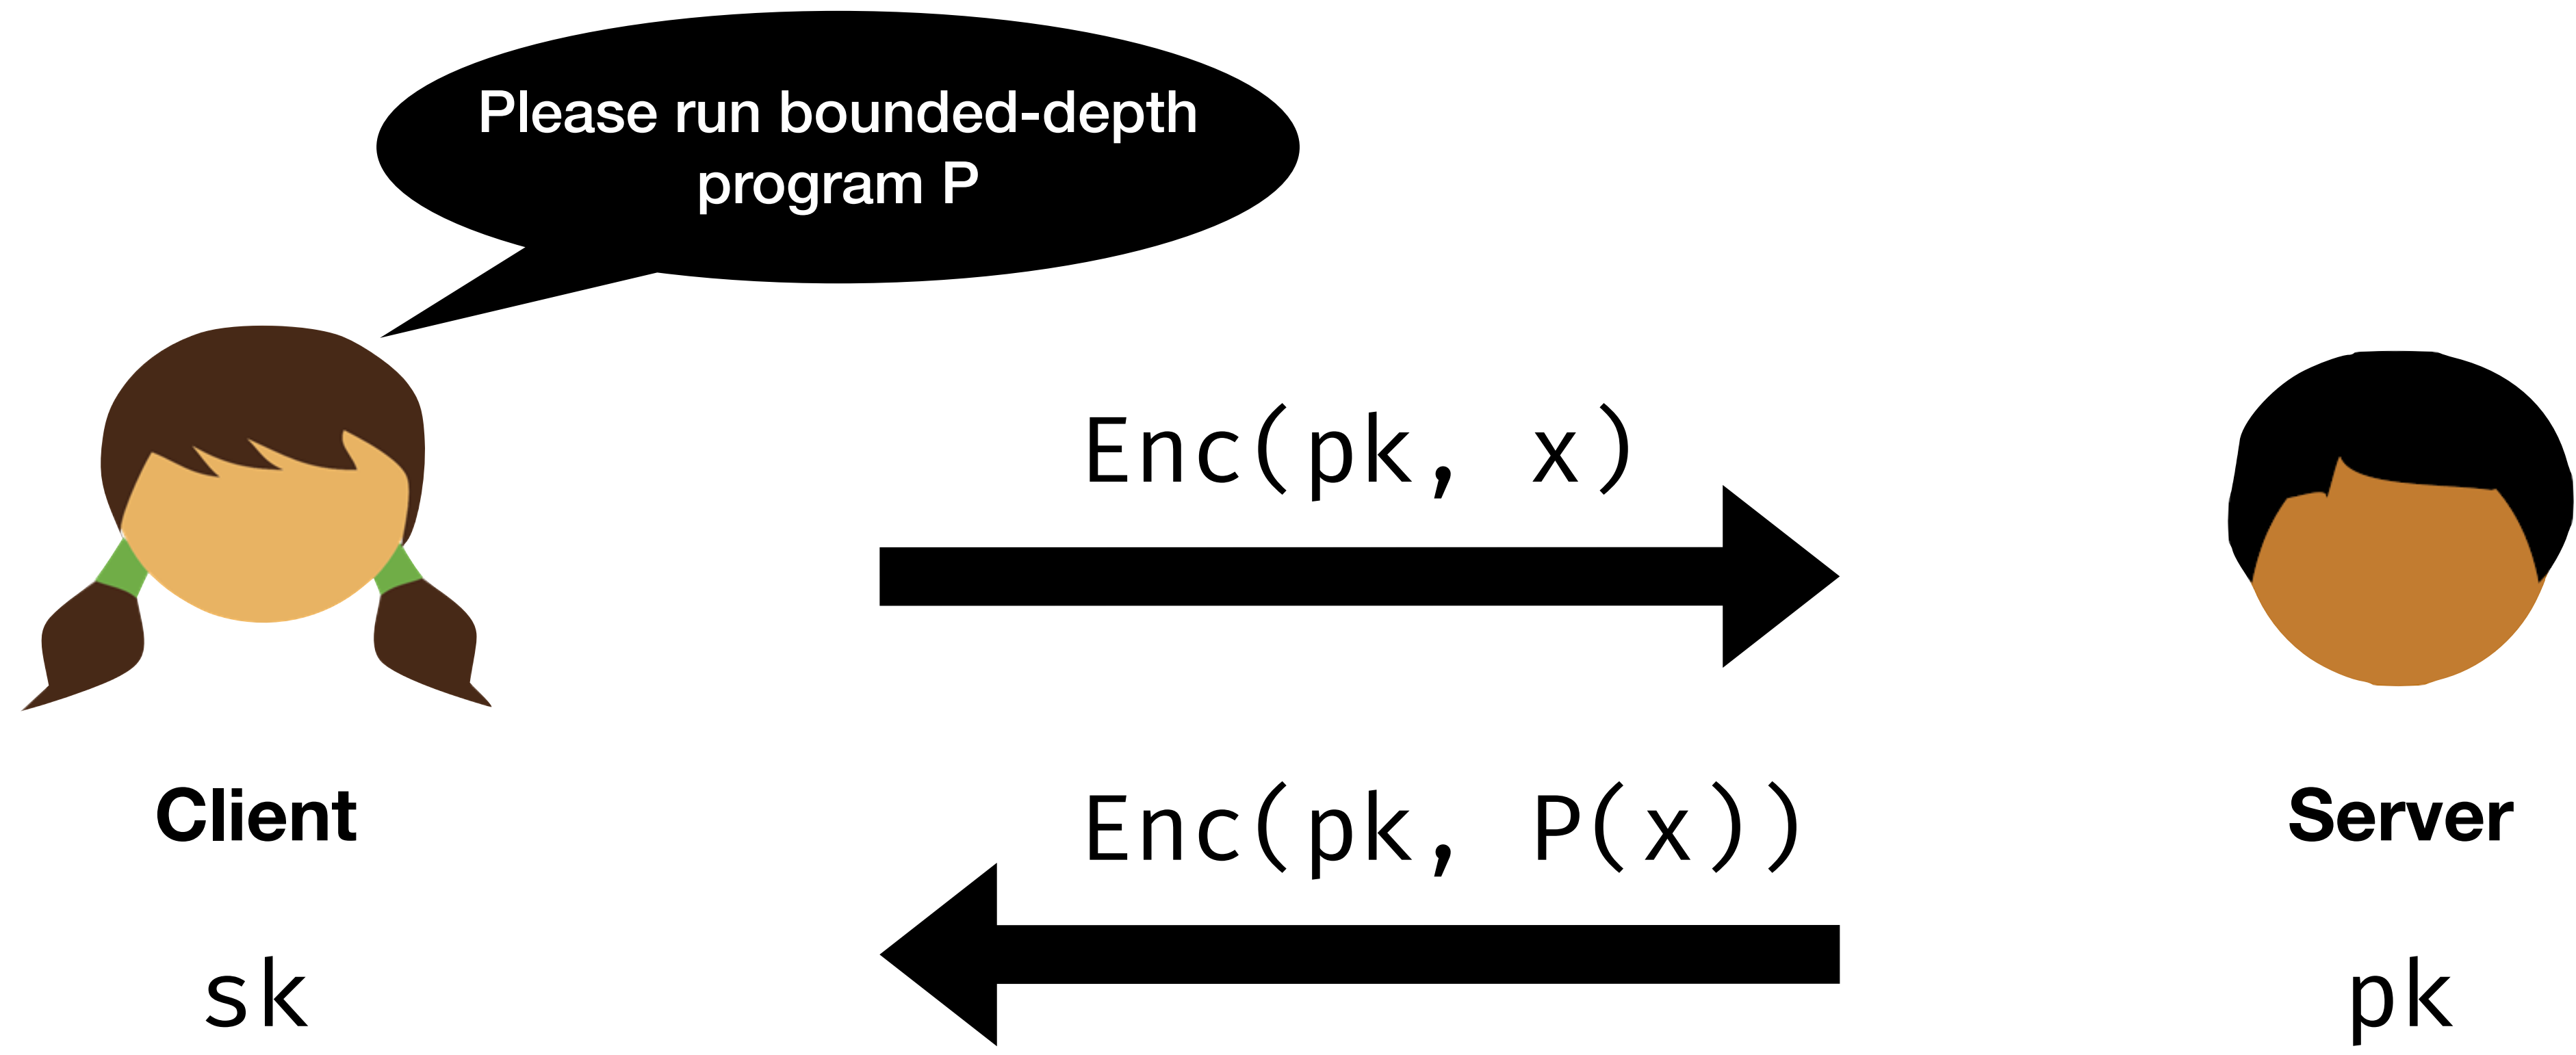 Please run bounded-depth
program P
Enc(pk, x)
Enc(pk, P(x))
Client
Server
sk
pk